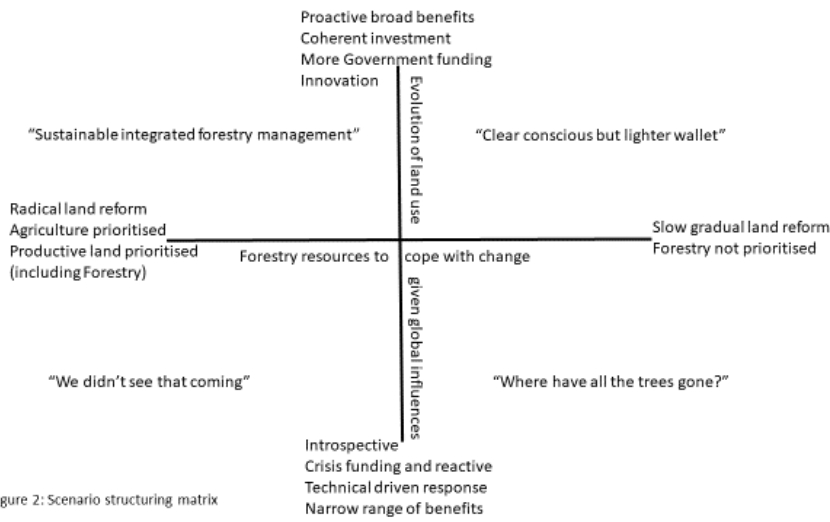 Proactive broad benefits
Coherent investment
More Government funding
Innovation
Evolution of land use
"Sustainable integrated forestry management"
"Clear conscious but lighter wallet"
Radical land reform
Agriculture prioritised
Productive land prioritised
(including Forestry)
Slow gradual land reform
Forestry not prioritised
Forestry resources to cope with change
given global influences
"We didn't see that coming"
"Where have all the trees gone?"
Introspective
Crisis funding and reactive
Technical driven response
Narrow range of benefits
gure 2: Scenario structuring matrix